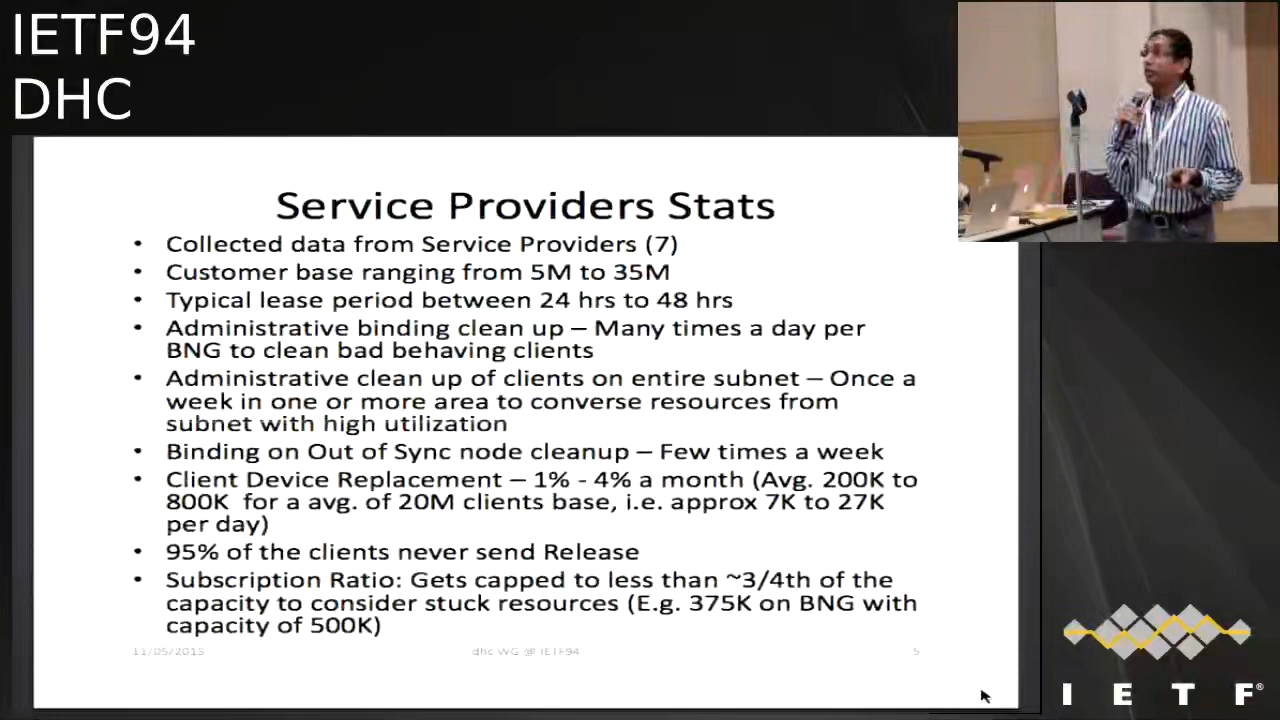 IETF94
DHC
Service Providers Stats
• Collected data from Service Providers (7)
• Customer base ranging from 5M to 35M
• Typical lease period between 24 hrs to 48 hrs
• Administrative binding clean up – Many times a day per
BNG to clean bad behaving clients
• Administrative clean up of clients on entire subnet – Once a
week in one or more area to converse resources from
subnet with high utilization
• Binding on Out of Sync node cleanup – Few times a week
• Client Device Replacement – 1% - 4% a month (Avg. 200K to
800K for a avg. of 20M clients base, i.e. approx 7K to 27K
per day)
• 95% of the clients never send Release
• Subscription Ratio: Gets capped to less than ~3/4th of the
capacity to consider stuck resources (E.g. 375K on BNG with
capacity of 500K)
11/05/2015 dhc WG @ IETF94 5
I E T F®